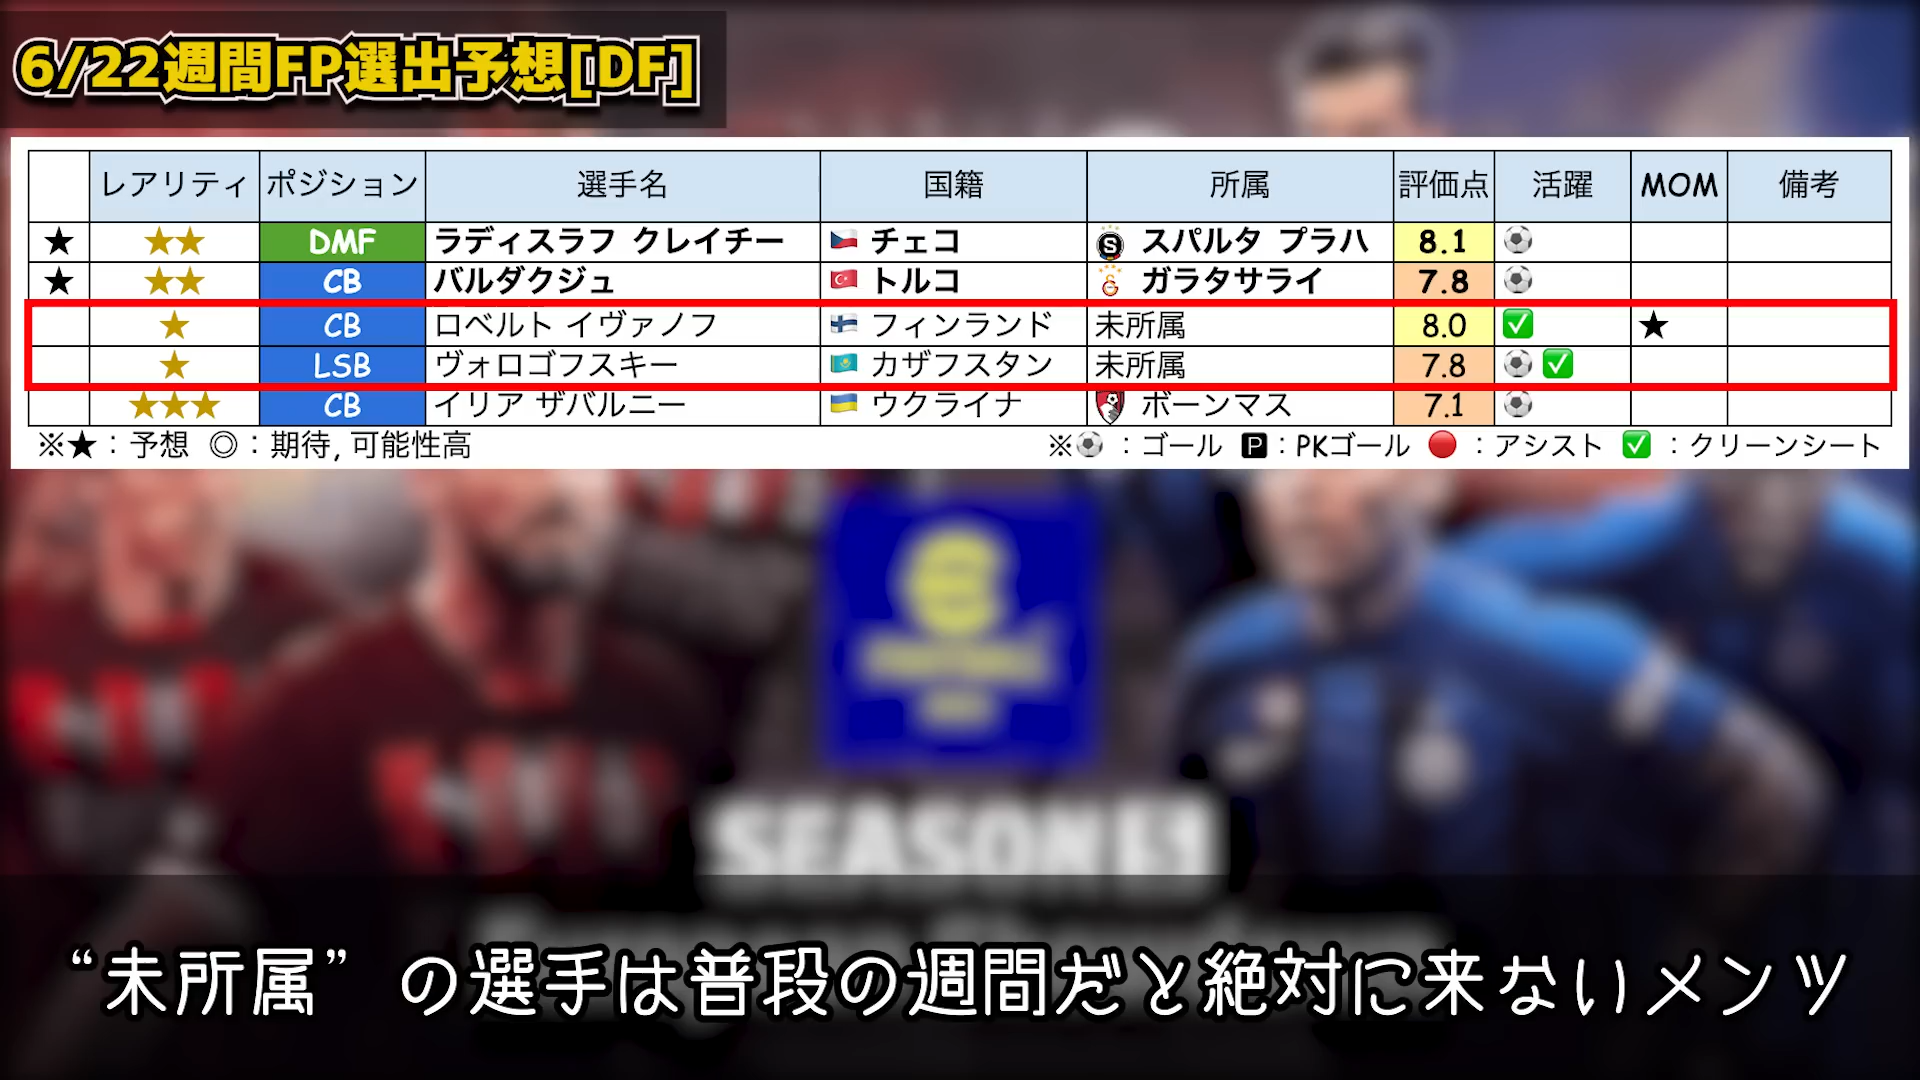 6/22週間FP選出予想[DF]
レアリティ ポジション 選手名 国籍 所属 評価点 活躍 MOM 備考
★ ★★ DMF ラディスラフ クレイチー 🇨🇿 チェコ スパルタ プラハ 8.1 ⚽
★ ★★ CB バルダクジュ 🇹🇷 トルコ ガラタサライ 7.8 ⚽
★ CB ロベルト イヴァノフ 🇫🇮 フィンランド 未所属 8.0 ✅ ★
★ LSB ヴォロゴフスキー 🇰🇿 カザフスタン 未所属 7.8 ⚽ ✅
★★★ CB イリア ザバルニー 🇺🇦 ウクライナ ボーンマス 7.1 ⚽
※★：予想 ◎：期待, 可能性高 ※⚽：ゴール 🅿：PKゴール 🔴：アシスト ✅：クリーンシート
SEASON 5
“未所属”の選手は普段の週間だと絶対に来ないメンツ